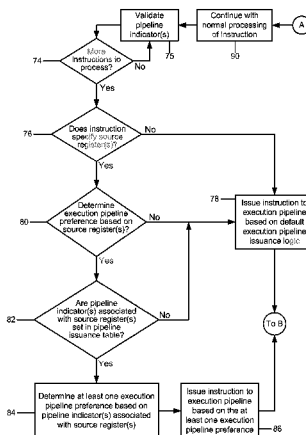 Validate
pipeline
indicator(s)
Continue with
normal processing
of instruction
A
75
90
74
More
instructions to
process?
No
Yes
76
Does instruction
specify source
register(s)?
No
Yes
78
Issue instruction to
execution pipeline
based on default
execution pipeline
issuance logic
80
Determine
execution pipeline
preference based on
source register(s)?
No
Yes
82
Are pipeline
indicator(s) associated
with source register(s)
set in pipeline
issuance table?
No
To B
Yes
84
Determine at least one execution
pipeline preference based on
pipeline indicator(s) associated
with source register(s)
Issue instruction to
execution pipeline
based on the at
least one execution
pipeline preference
86